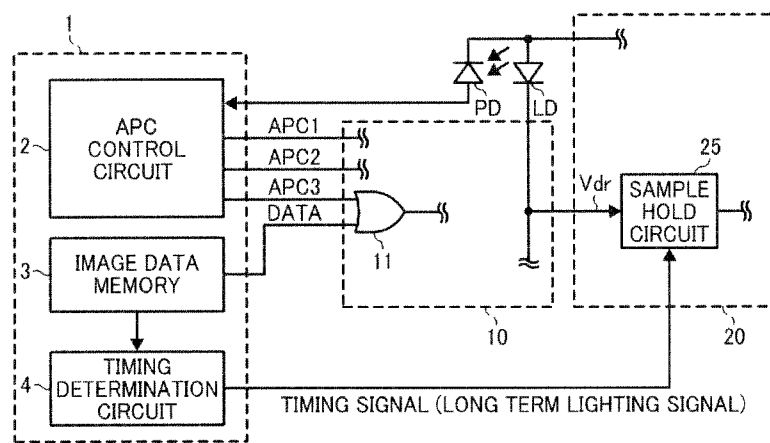 1
2
APC
CONTROL
CIRCUIT
APC1
APC2
APC3
DATA
3
IMAGE DATA
MEMORY
4
TIMING
DETERMINATION
CIRCUIT
PD
LD
11
10
Vdr
25
SAMPLE
HOLD
CIRCUIT
20
TIMING SIGNAL (LONG TERM LIGHTING SIGNAL)